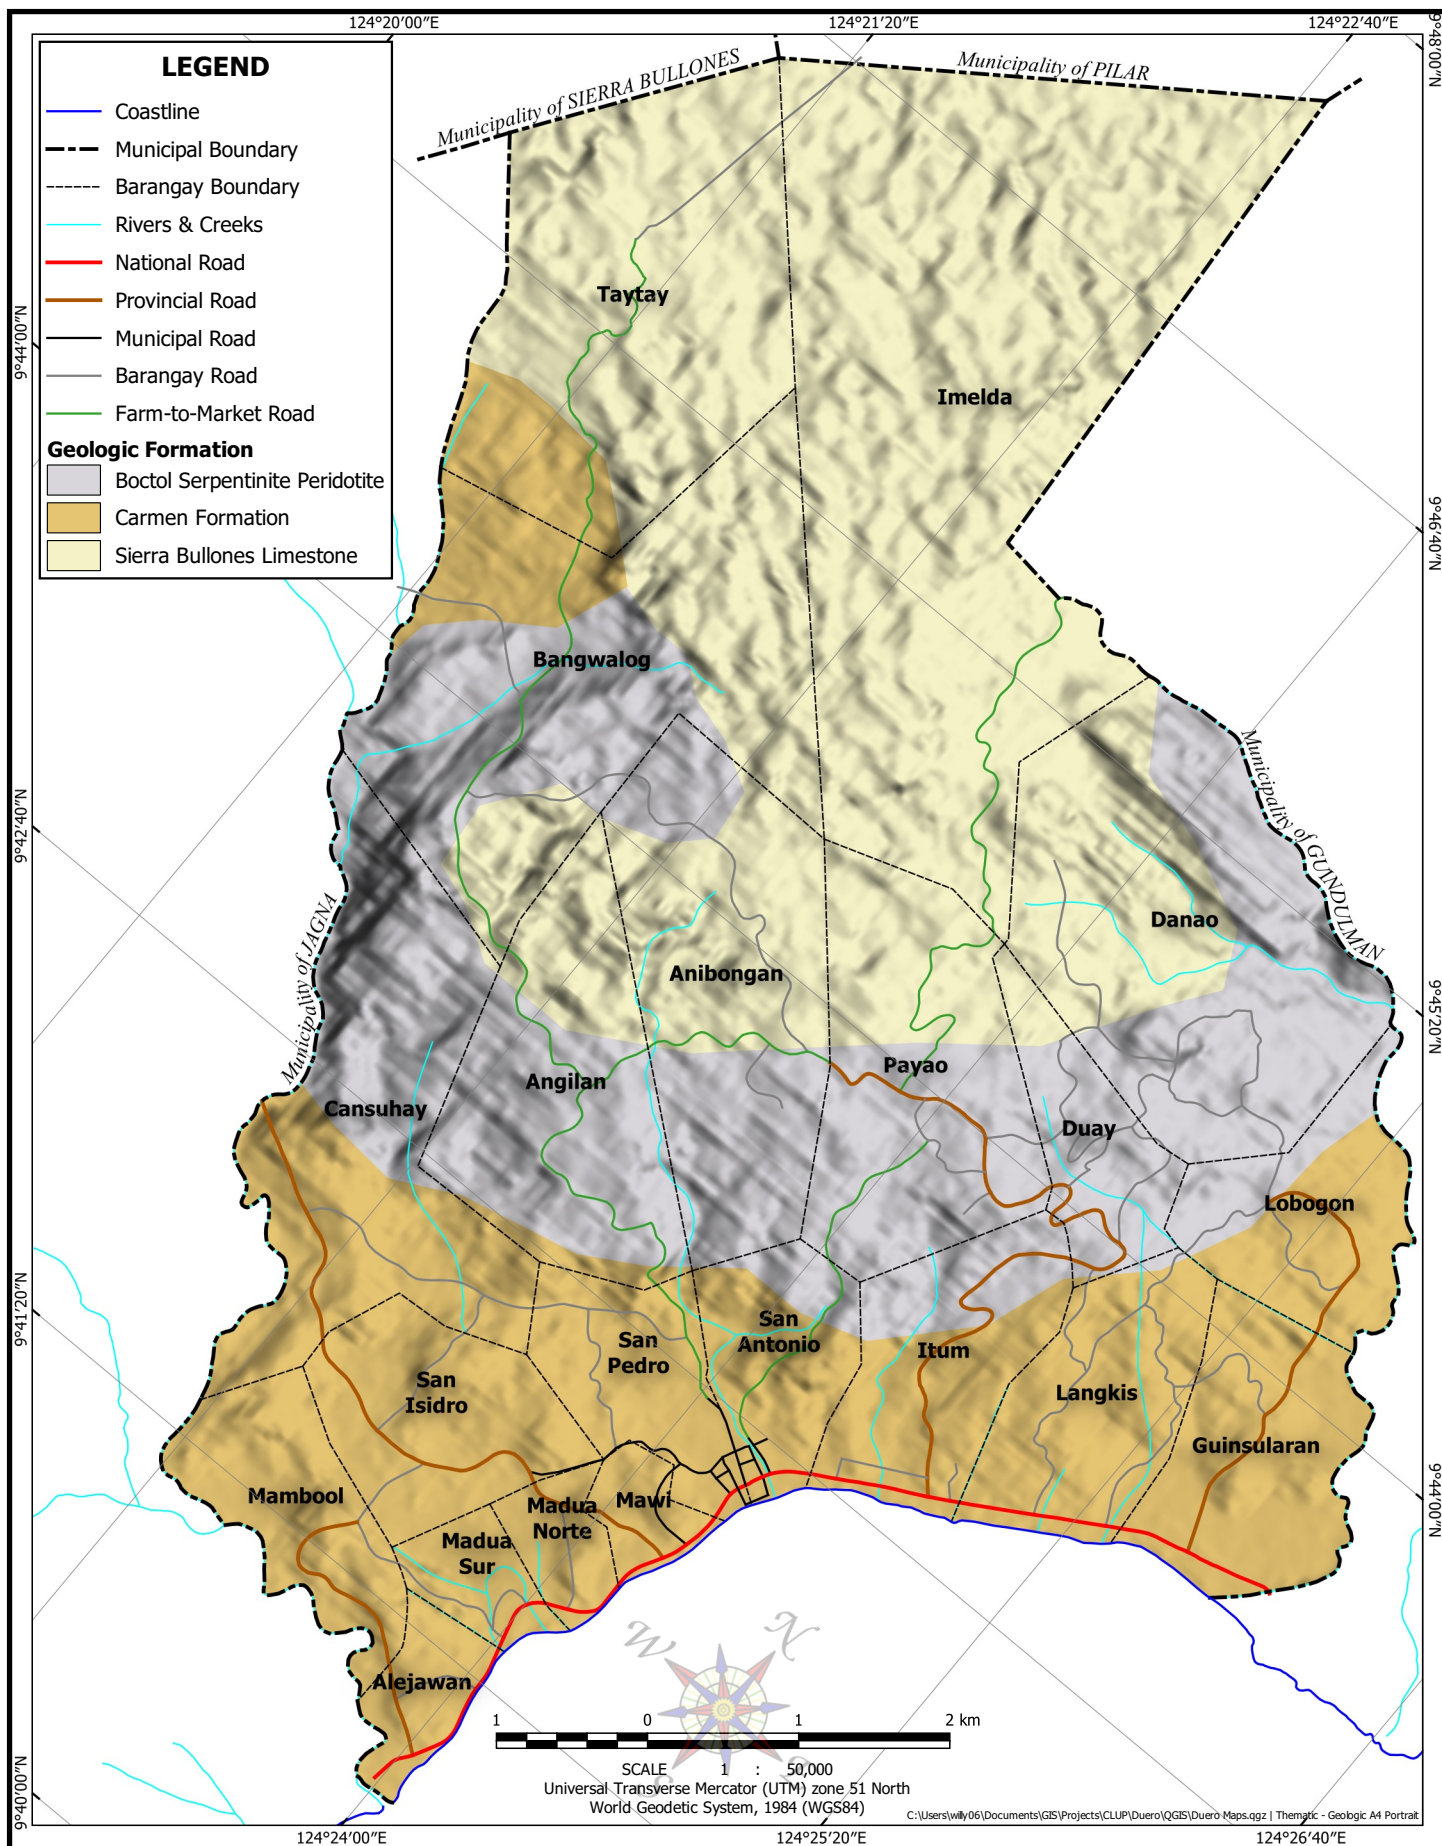 124°20′00″E
124°21′20″E
124°22′40″E
9°48′00″N
LEGEND
Coastline
Municipal Boundary
Barangay Boundary
Rivers & Creeks
National Road
Provincial Road
Municipal Road
Barangay Road
Farm-to-Market Road
Geologic Formation
Boctol Serpentinite Peridotite
Carmen Formation
Sierra Bullones Limestone
Municipality of SIERRA BULLONES
Municipality of PILAR
9°44′00″N
Taytay
Imelda
9°46′40″N
Bangwalog
Municipality of GUINDULMAN
9°42′40″N
Municipality of JAGNA
Danao
Anibongan
9°45′20″N
Payao
Angilan
Cansuhay
Duay
Lobogon
9°41′20″N
San
Antonio
San
Pedro
Itum
San
Isidro
Langkis
Guinsularan
9°44′00″N
Mambool
Mawi
Madua
Norte
Madua
Sur
Alejawan
W
N
S
1 0 1 2 km
SCALE 1 : 50,000
Universal Transverse Mercator (UTM) zone 51 North
World Geodetic System, 1984 (WGS84)
9°40′00″N
C:\Users\willy06\Documents\GIS\Projects\CLUP\Duero\QGIS\Duero Maps.qgz | Thematic - Geologic A4 Portrait
124°24′00″E
124°25′20″E
124°26′40″E